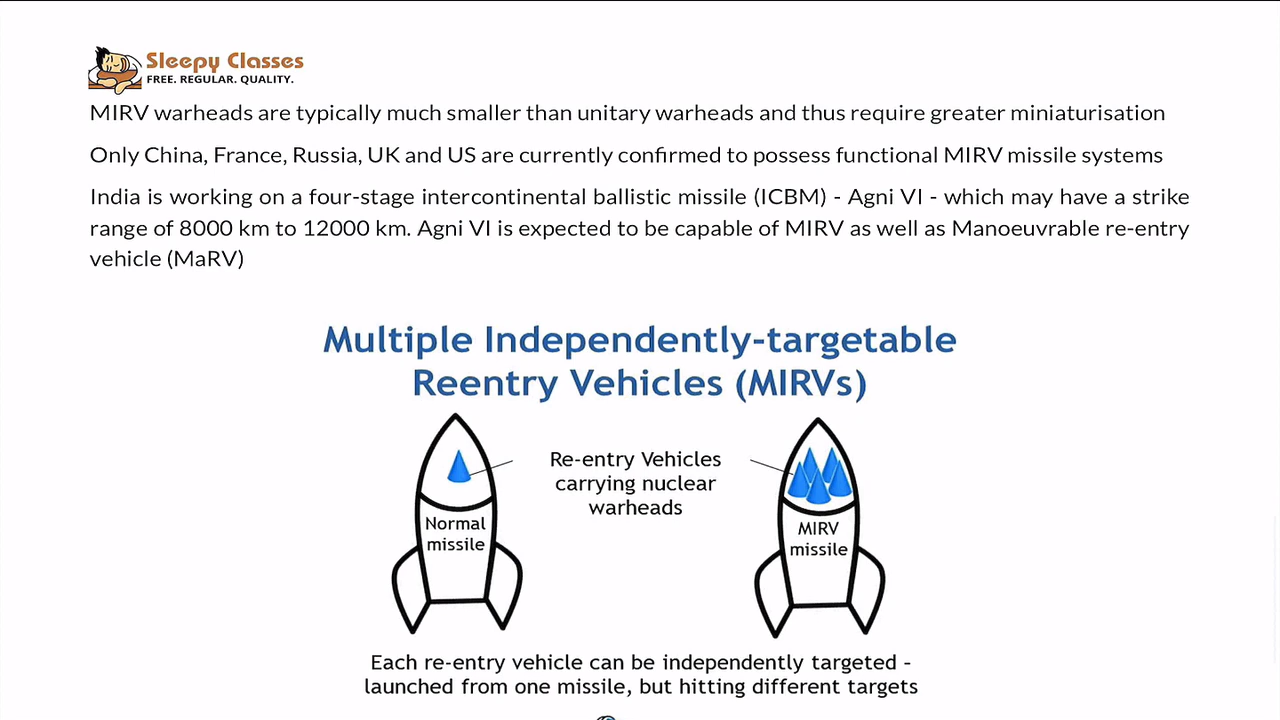 Sleepy Classes
FREE. REGULAR. QUALITY.
MIRV warheads are typically much smaller than unitary warheads and thus require greater miniaturisation
Only China, France, Russia, UK and US are currently confirmed to possess functional MIRV missile systems
India is working on a four-stage intercontinental ballistic missile (ICBM) - Agni VI - which may have a strike
range of 8000 km to 12000 km. Agni VI is expected to be capable of MIRV as well as Manoeuvrable re-entry
vehicle (MaRV)
Multiple Independently-targetable
Reentry Vehicles (MIRVs)
Re-entry Vehicles
carrying nuclear
warheads
Normal
missile
MIRV
missile
Each re-entry vehicle can be independently targeted -
launched from one missile, but hitting different targets